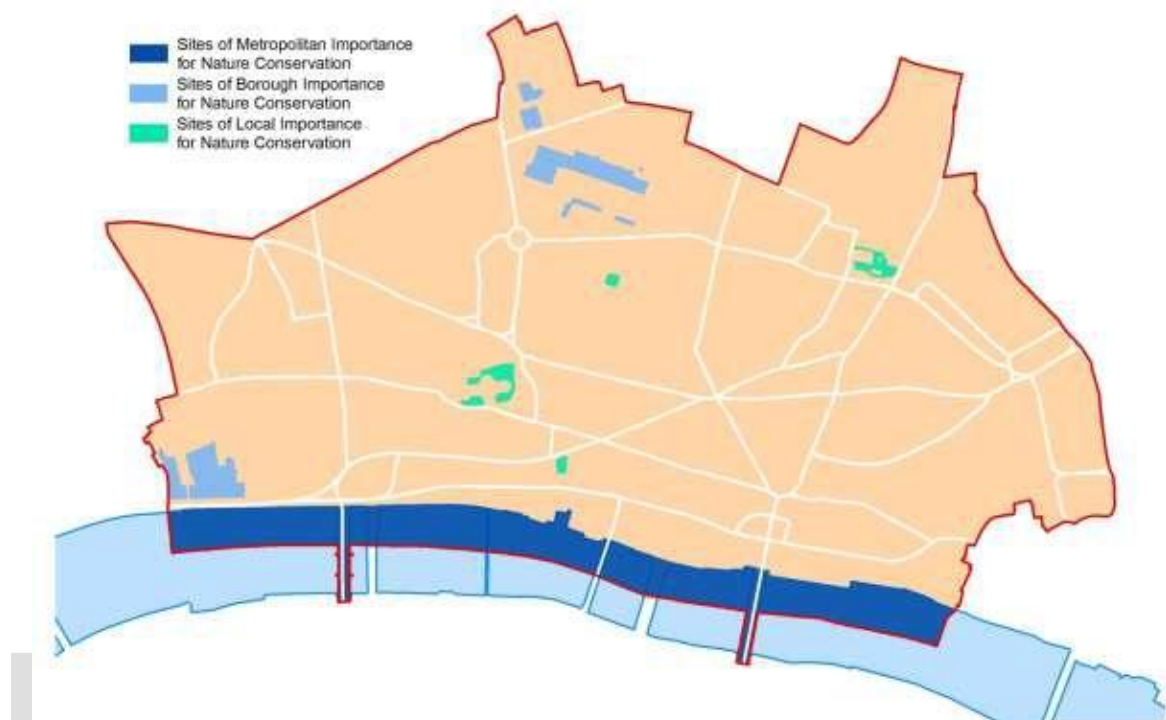 Sites of Metropolitan Importance
for Nature Conservation
Sites of Borough Importance
for Nature Conservation
Sites of Local Importance
for Nature Conservation